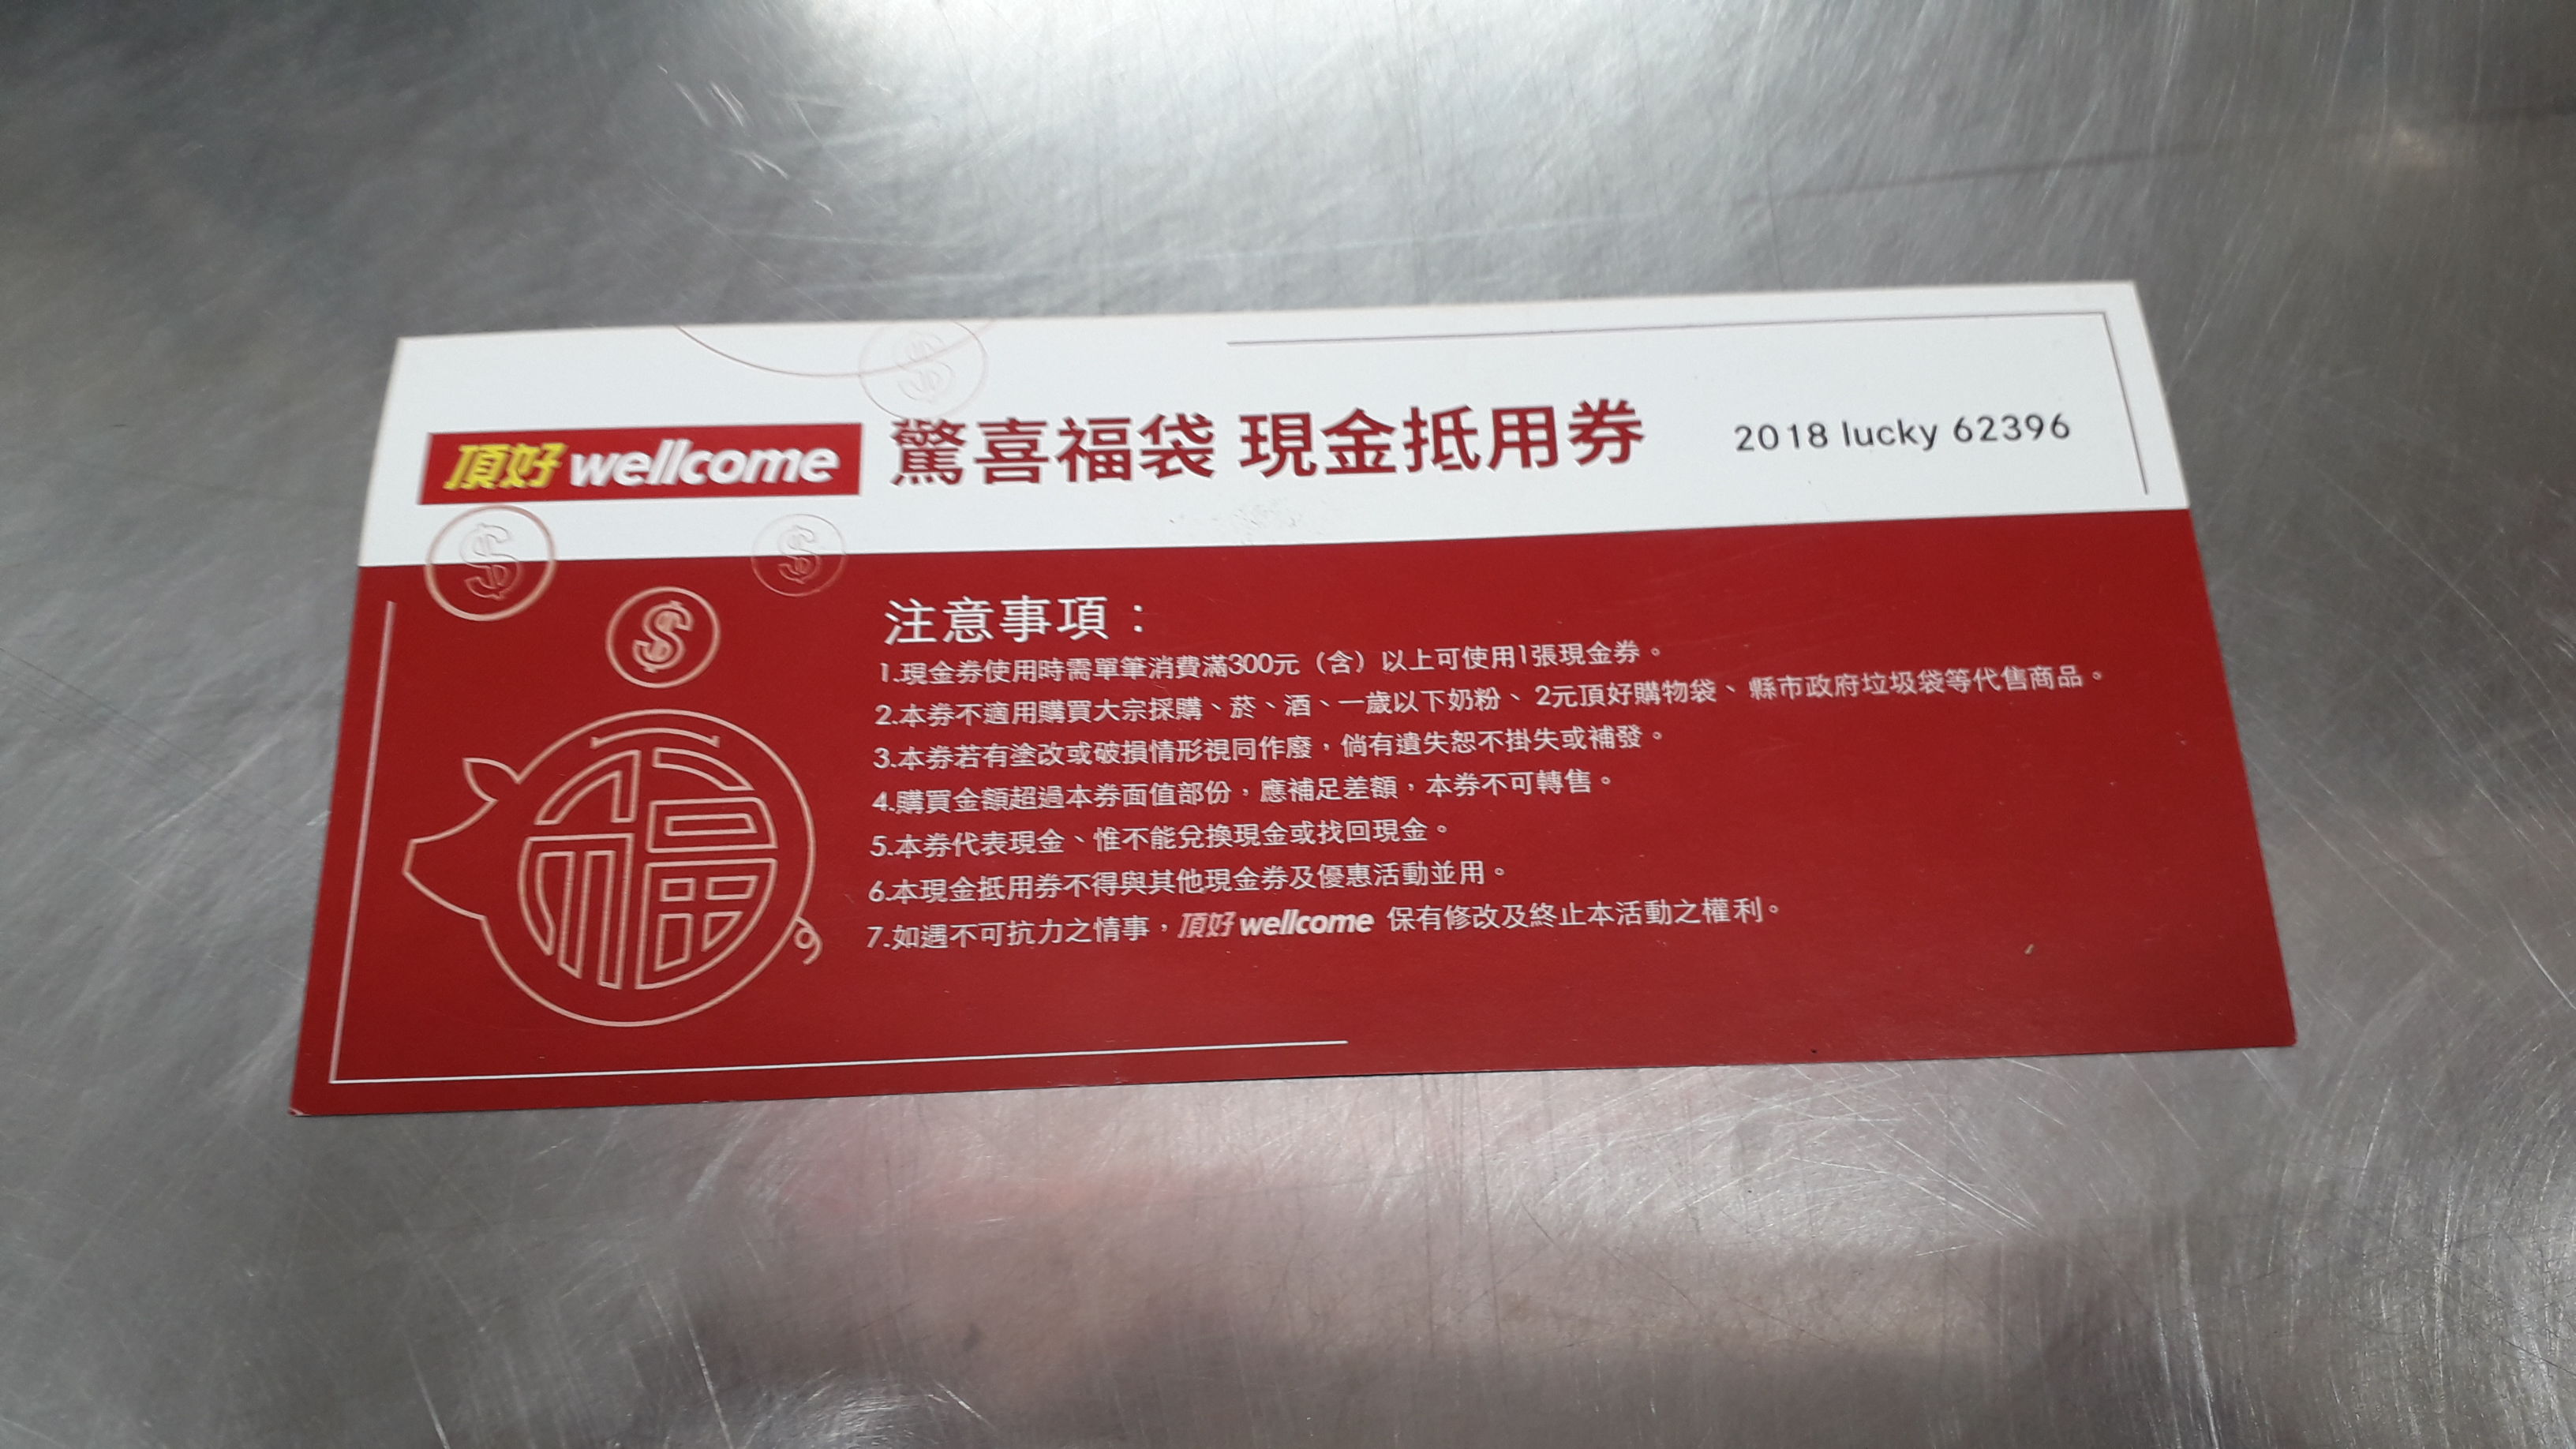 頂好 wellcome 驚喜福袋 現金抵用券 2018 lucky 62396
注意事項：
1.現金券使用時需單筆消費滿300元（含）以上可使用1張現金券。
2.本券不適用購買大宗採購、菸、酒、一歲以下奶粉、 2元頂好購物袋、 縣市政府垃圾袋等代售商品。
3.本券若有塗改或破損情形視同作廢，倘有遺失恕不掛失或補發。
4.購買金額超過本券面值部份，應補足差額，本券不可轉售。
5.本券代表現金、惟不能兌換現金或找回現金。
6.本現金抵用券不得與其他現金券及優惠活動並用。
7.如遇不可抗力之情事，頂好 wellcome 保有修改及終止本活動之權利。
$
$
$
$
福